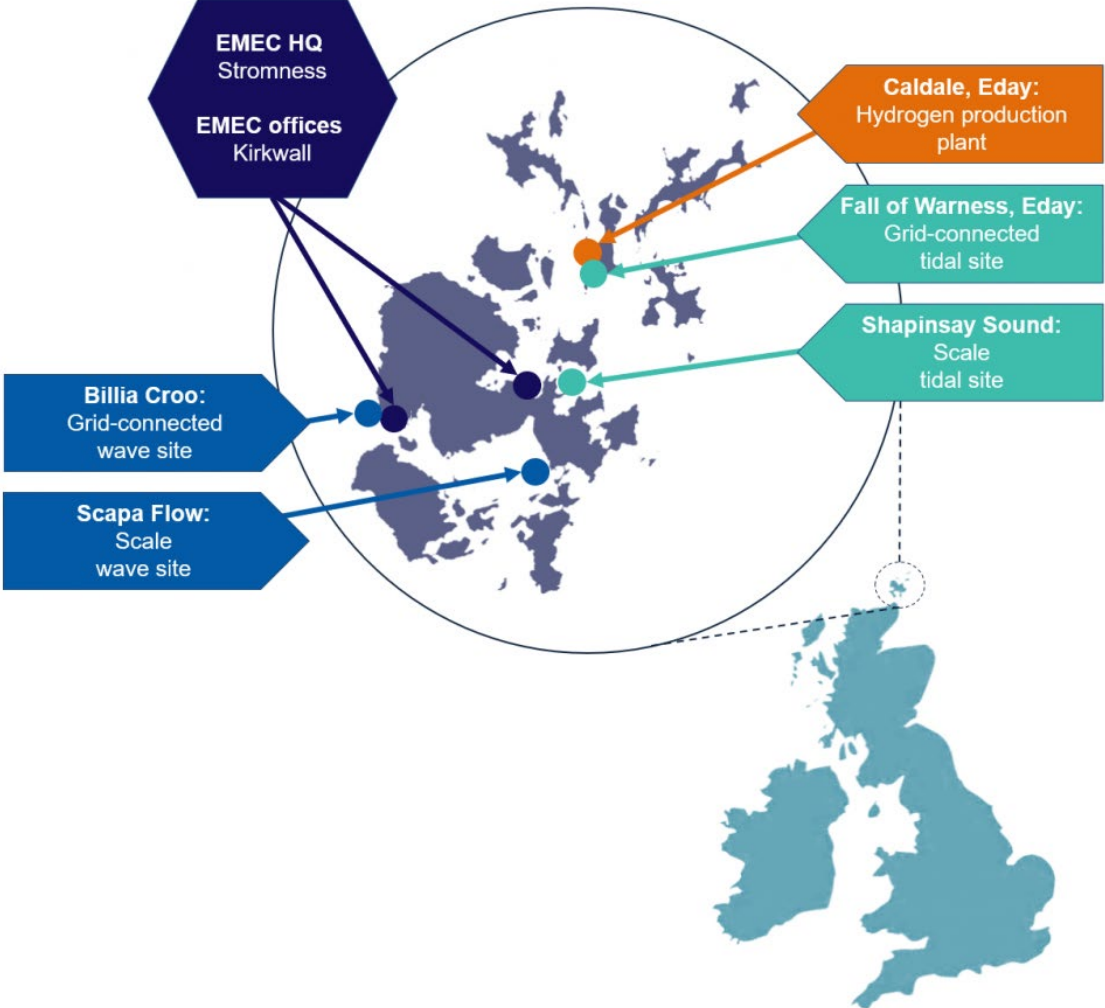 EMEC HQ
Stromness
EMEC offices
Kirkwall
Caldale, Eday:
Hydrogen production
plant
Fall of Warness, Eday:
Grid-connected
tidal site
Shapinsay Sound:
Scale
tidal site
Billia Croo:
Grid-connected
wave site
Scapa Flow:
Scale
wave site